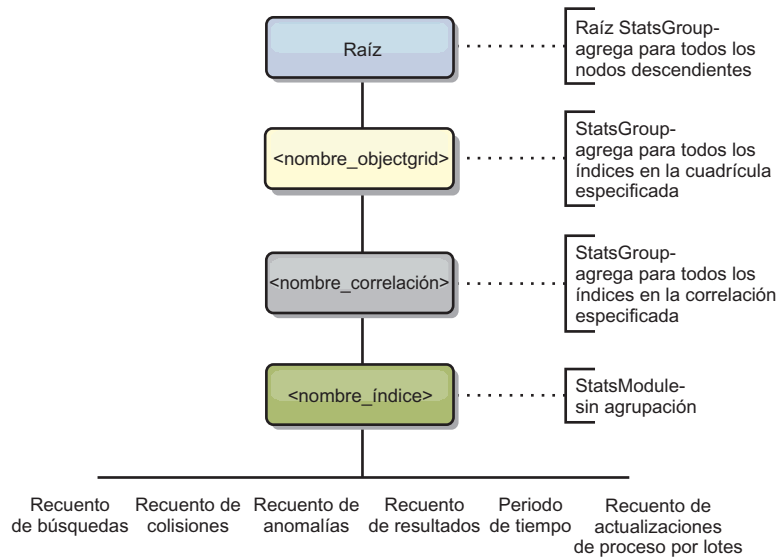 Raíz
Raíz StatsGroup-
agrega para todos los
nodos descendientes
<nombre_objectgrid>
StatsGroup-
agrega para todos los
índices en la cuadrícula
especificada
<nombre_correlación>
StatsGroup-
agrega para todos los
índices en la correlación
especificada
<nombre_índice>
StatsModule-
sin agrupación
Recuento
de búsquedas
Recuento de
colisiones
Recuento de
anomalías
Recuento
de resultados
Periodo
de tiempo
Recuento de
actualizaciones
de proceso por lotes